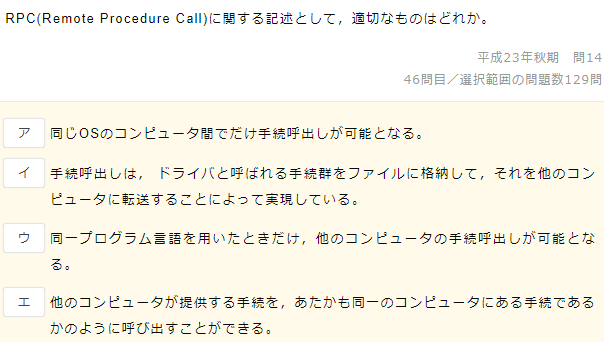 RPC(Remote Procedure Call)に関する記述として，適切なものはどれか。
平成23年秋期　問14
46問目／選択範囲の問題数129問
ア 同じOSのコンピュータ間でだけ手続呼出しが可能となる。
イ 手続呼出しは， ドライバと呼ばれる手続群をファイルに格納して，それを他のコン
ピュータに転送することによって実現している。
ウ 同一プログラム言語を用いたときだけ，他のコンピュータの手続呼出しが可能とな
る。
エ 他のコンピュータが提供する手続を，あたかも同一のコンピュータにある手続である
かのように呼び出すことができる。